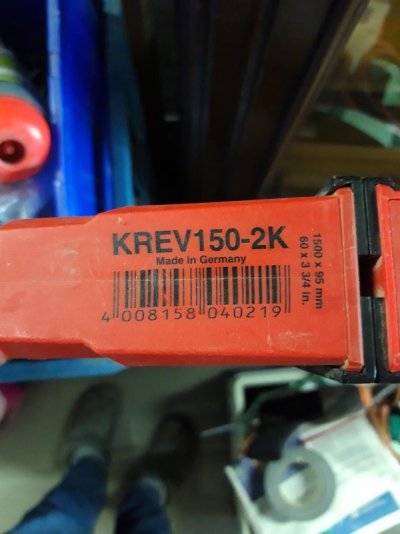 KREV150-2K
Made in Germany
4 008158 040219
1500 x 95 mm
60 x 3 3/4 in.